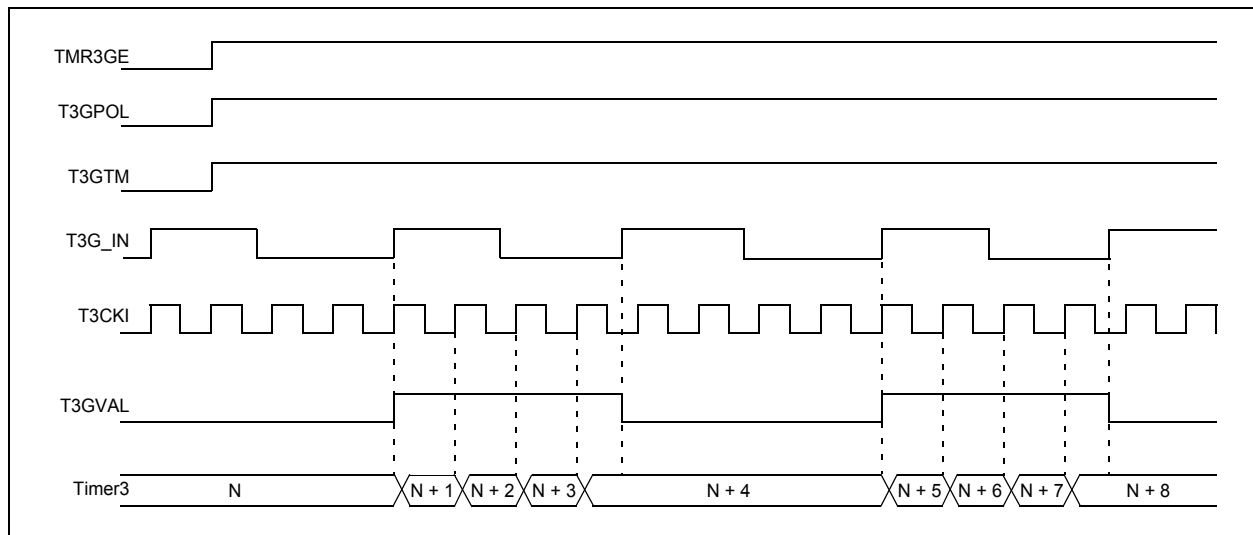 TMR3GE
T3GPOL
T3GTM
T3G_IN
T3CKI
T3GVAL
Timer3 N N + 1 N + 2 N + 3 N + 4 N + 5 N + 6 N + 7 N + 8